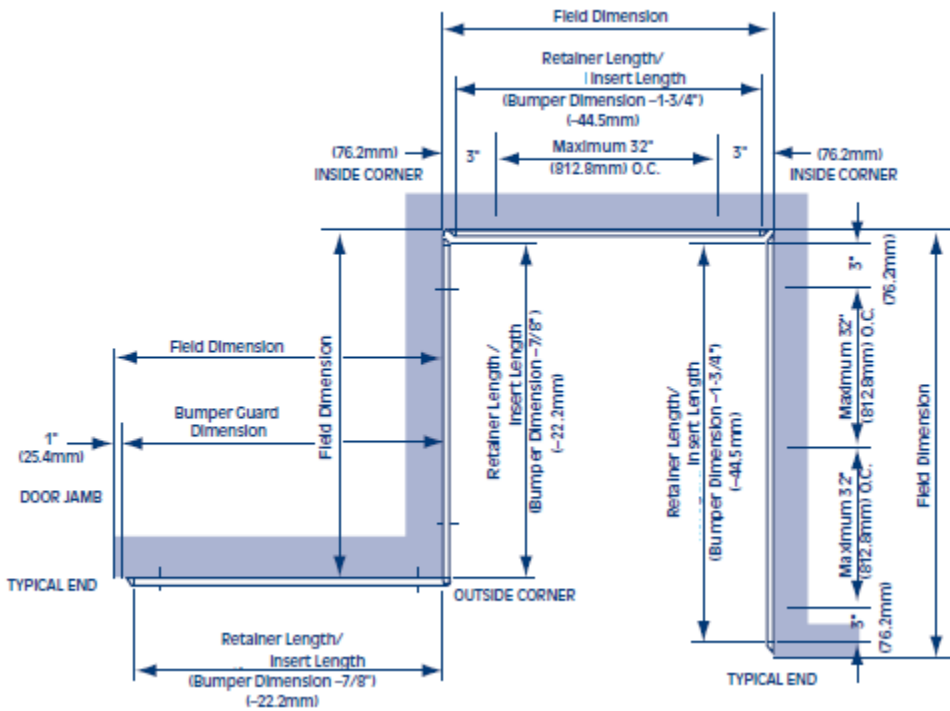 Field Dimension
Retainer Length/
Insert Length
(Bumper Dimension –1-3/4")
(–44.5mm)
(76.2mm)
INSIDE CORNER
3"
Maximum 32"
(812.8mm) O.C.
3"
(76.2mm)
INSIDE CORNER
3"
(76.2mm)
Field Dimension
Bumper Guard
Dimension
1"
(25.4mm)
DOOR JAMB
Field Dimension
Retainer Length /
Insert Length
(Bumper Dimension –7/8")
(–22.2mm)
Retainer Length/
Insert Length
(Bumper Dimension –1-3/4")
(–44.5mm)
Maximum 32"
(812.8mm) O.C.
Maximum 32"
(812.8mm) O.C.
Field Dimension
3"
(76.2mm)
TYPICAL END
OUTSIDE CORNER
Retainer Length/
Insert Length
(Bumper Dimension –7/8")
(–22.2mm)
TYPICAL END